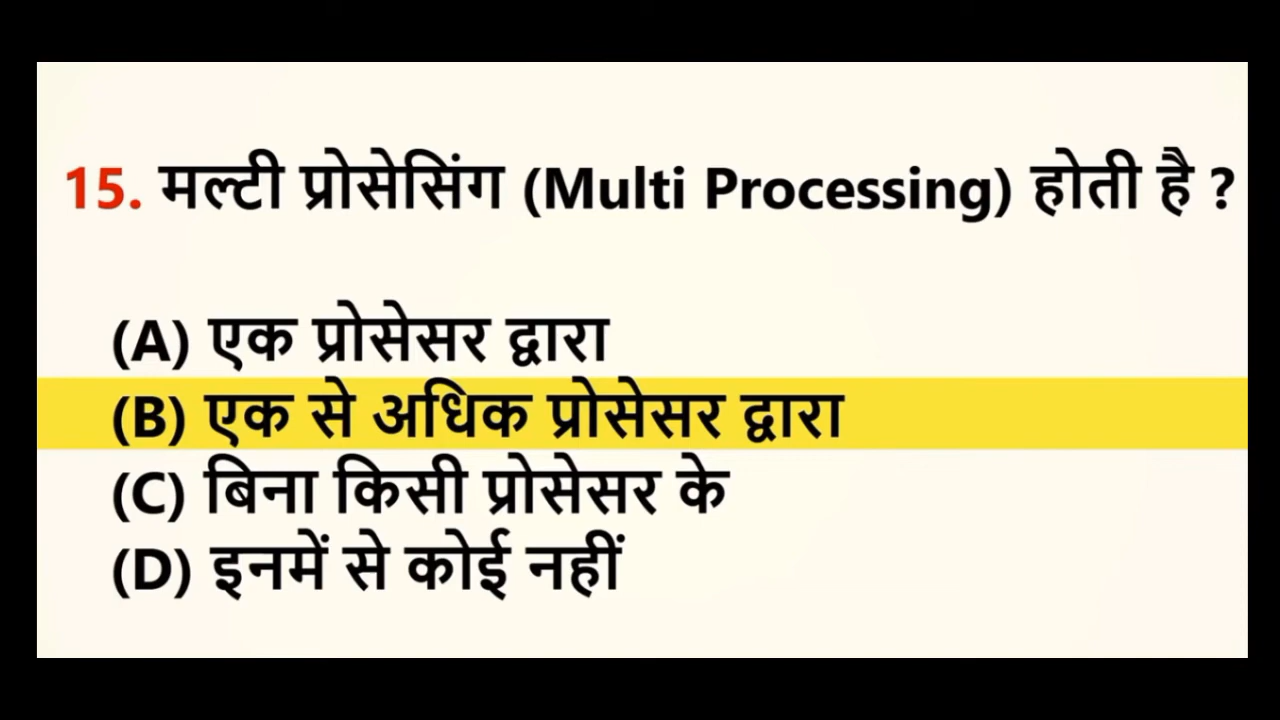 15. मल्टी प्रोसेसिंग (Multi Processing) होती है ?
(A) एक प्रोसेसर द्वारा
(B) एक से अधिक प्रोसेसर द्वारा
(C) बिना किसी प्रोसेसर के
(D) इनमें से कोई नहीं